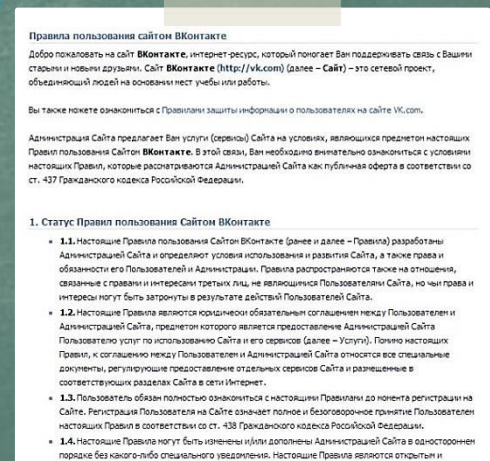 Правила пользования сайтом ВКонтакте
Добро пожаловать на сайт ВКонтакте, интернет-ресурс, который помогает Вам поддерживать связь с Вашими
старыми и новыми друзьями. Сайт ВКонтакте (http://vk.com) (далее – Сайт) – это сетевой проект,
объединяющий людей на основании мест учебы или работы.
Вы также можете ознакомиться с Правилами защиты информации о пользователях на сайте VK.com.
Администрация Сайта предлагает Вам услуги (сервисы) Сайта на условиях, являющихся предметом настоящих
Правил пользования Сайтом ВКонтакте. В этой связи, Вам необходимо внимательно ознакомиться с условиями
настоящих Правил, которые рассматриваются Администрацией Сайта как публичная оферта в соответствии со
ст. 437 Гражданского кодекса Российской Федерации.
1. Статус Правил пользования Сайтом ВКонтакте
1.1. Настоящие Правила пользования Сайтом ВКонтакте (ранее и далее – Правила) разработаны
Администрацией Сайта и определяют условия использования и развития Сайта, а также права и
обязанности его Пользователей и Администрации. Правила распространяются также на отношения,
связанные с правами и интересами третьих лиц, не являющимися Пользователями Сайта, но чьи права и
интересы могут быть затронуты в результате действий Пользователей Сайта.
1.2. Настоящие Правила являются юридически обязательным соглашением между Пользователем и
Администрацией Сайта, предметом которого является предоставление Администрацией Сайта
Пользователю услуг по использованию Сайта и его сервисов (далее – Услуги). Помимо настоящих
Правил, к соглашению между Пользователем и Администрацией Сайта относятся все специальные
документы, регулирующие предоставление отдельных сервисов Сайта и размещенные в
соответствующих разделах Сайта в сети Интернет.
1.3. Пользователь обязан полностью ознакомиться с настоящими Правилами до момента регистрации на
Сайте. Регистрация Пользователя на Сайте означает полное и безоговорочное принятие Пользователем
настоящих Правил в соответствии со ст. 438 Гражданского кодекса Российской Федерации.
1.4. Настоящие Правила могут быть изменены и/или дополнены Администрацией Сайта в одностороннем
порядке без какого-либо специального уведомления. Настоящие Правила являются открытым и